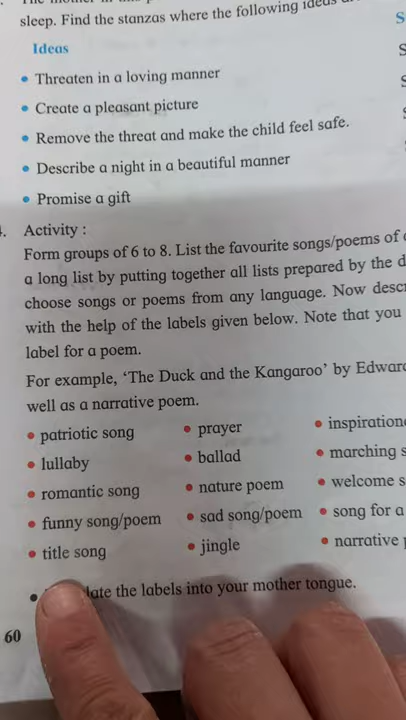 sleep. Find the stanzas where the following ideas
Ideas
• Threaten in a loving manner
• Create a pleasant picture
• Remove the threat and make the child feel safe.
• Describe a night in a beautiful manner
• Promise a gift
Activity :
Form groups of 6 to 8. List the favourite songs/poems of
a long list by putting together all lists prepared by the
choose songs or poems from any language. Now
with the help of the labels given below. Note that you
label for a poem.
For example, ‘The Duck and the Kangaroo’ by
well as a narrative poem.
• patriotic song • prayer
• lullaby • ballad • marching
• romantic song • nature poem • welcome
• funny song/poem • sad song/poem • song for a
• title song • jingle • narrative
• the labels into your mother tongue.
60